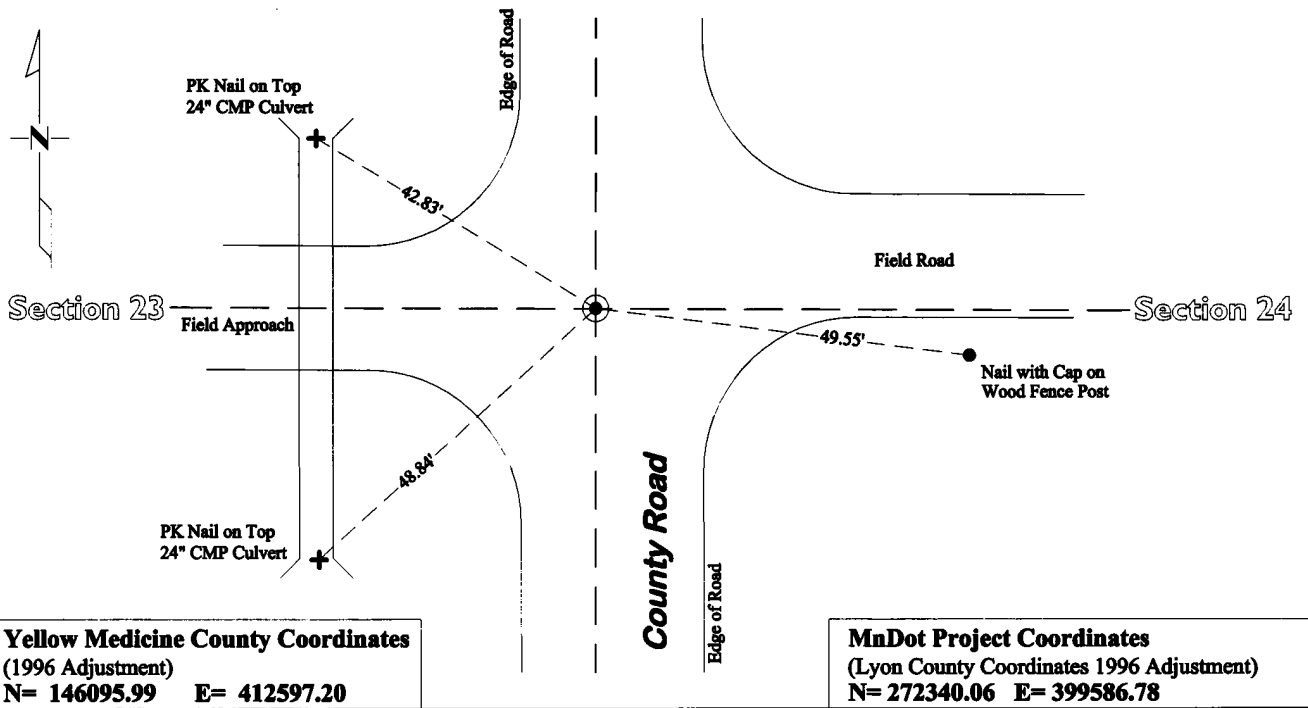 Edge of Road
PK Nail on Top
24" CMP Culvert
N
42.83'
Field Road
Section 23
Section 24
Field Approach
49.55'
Nail with Cap on
Wood Fence Post
48.84'
County Road
PK Nail on Top
24" CMP Culvert
Edge of Road
Yellow Medicine County Coordinates
(1996 Adjustment)
N= 146095.99 E= 412597.20
MnDot Project Coordinates
(Lyon County Coordinates 1996 Adjustment)
N= 272340.06 E= 399586.78